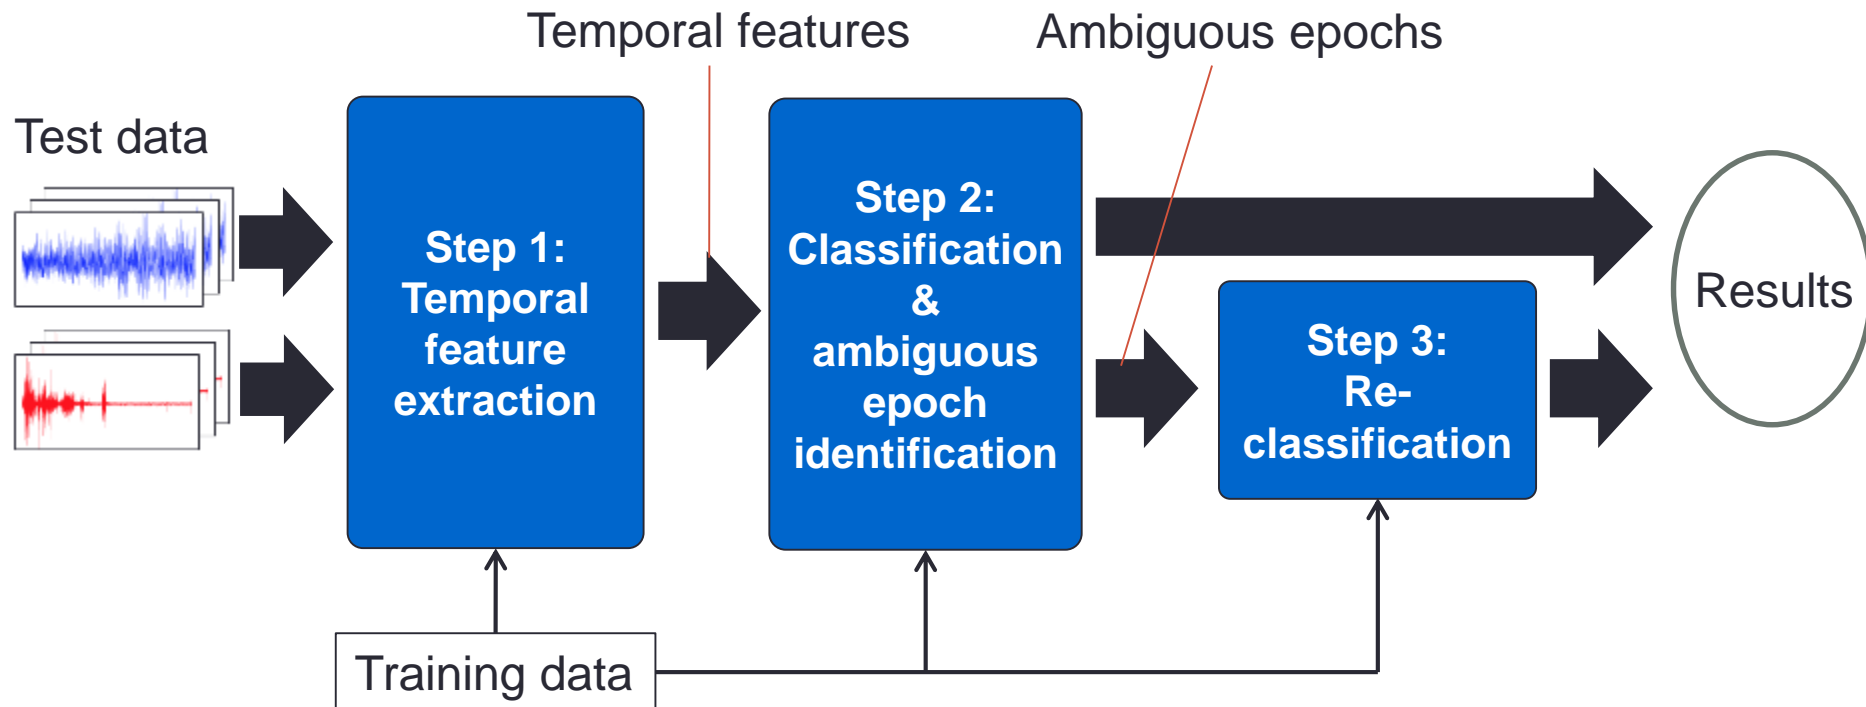 Temporal features
Ambiguous epochs
Test data
Step 1:
Temporal
feature
extraction
Step 2:
Classification
&
ambiguous
epoch
identification
Step 3:
Re-
classification
Results
Training data